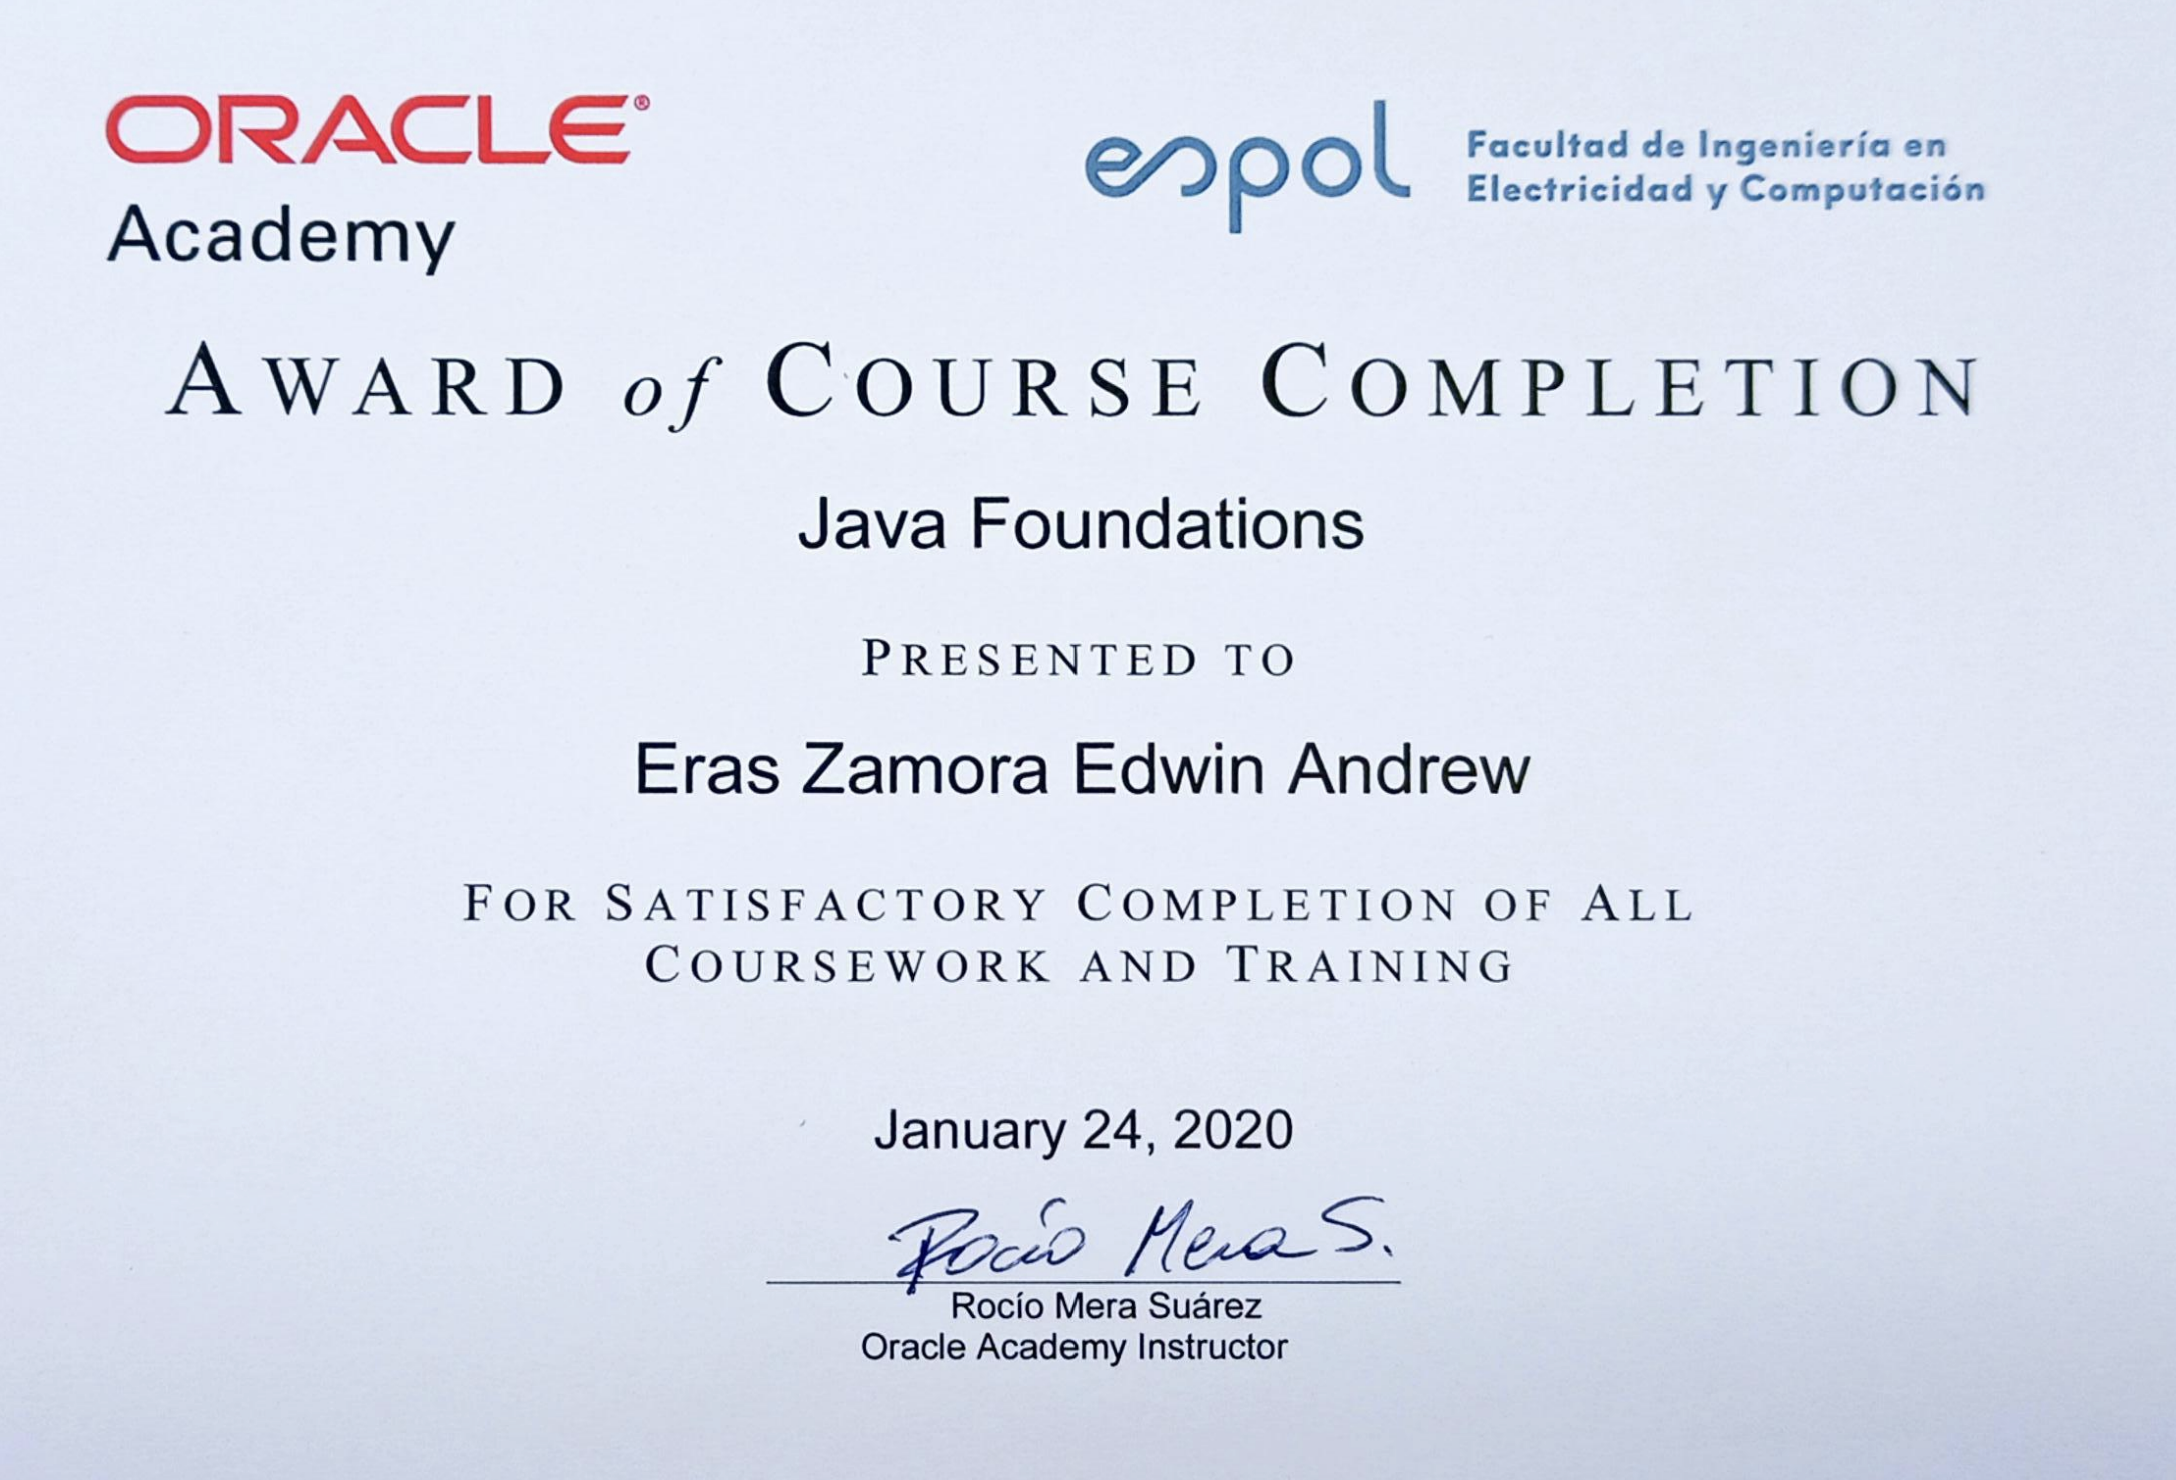 ORACLE®
Academy
espol
Facultad de Ingeniería en
Electricidad y Computación
AWARD of COURSE COMPLETION
Java Foundations
PRESENTED TO
Eras Zamora Edwin Andrew
FOR SATISFACTORY COMPLETION OF ALL
COURSEWORK AND TRAINING
January 24, 2020
Rocío Mera S.
Rocío Mera Suárez
Oracle Academy Instructor